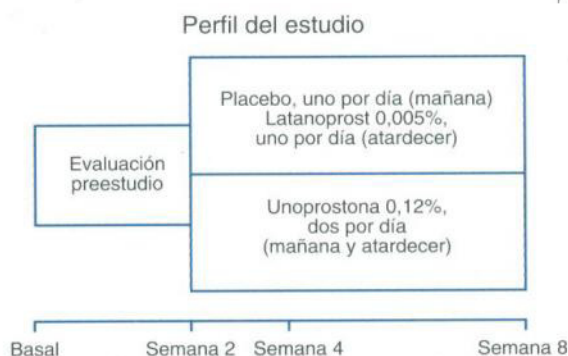 Perfil del estudio
Placebo, uno por día (mañana)
Latanoprost 0,005%,
uno por día (atardecer)
Evaluación
preestudio
Unoprostona 0,12%,
dos por día
(mañana y atardecer)
Basal Semana 2 Semana 4 Semana 8